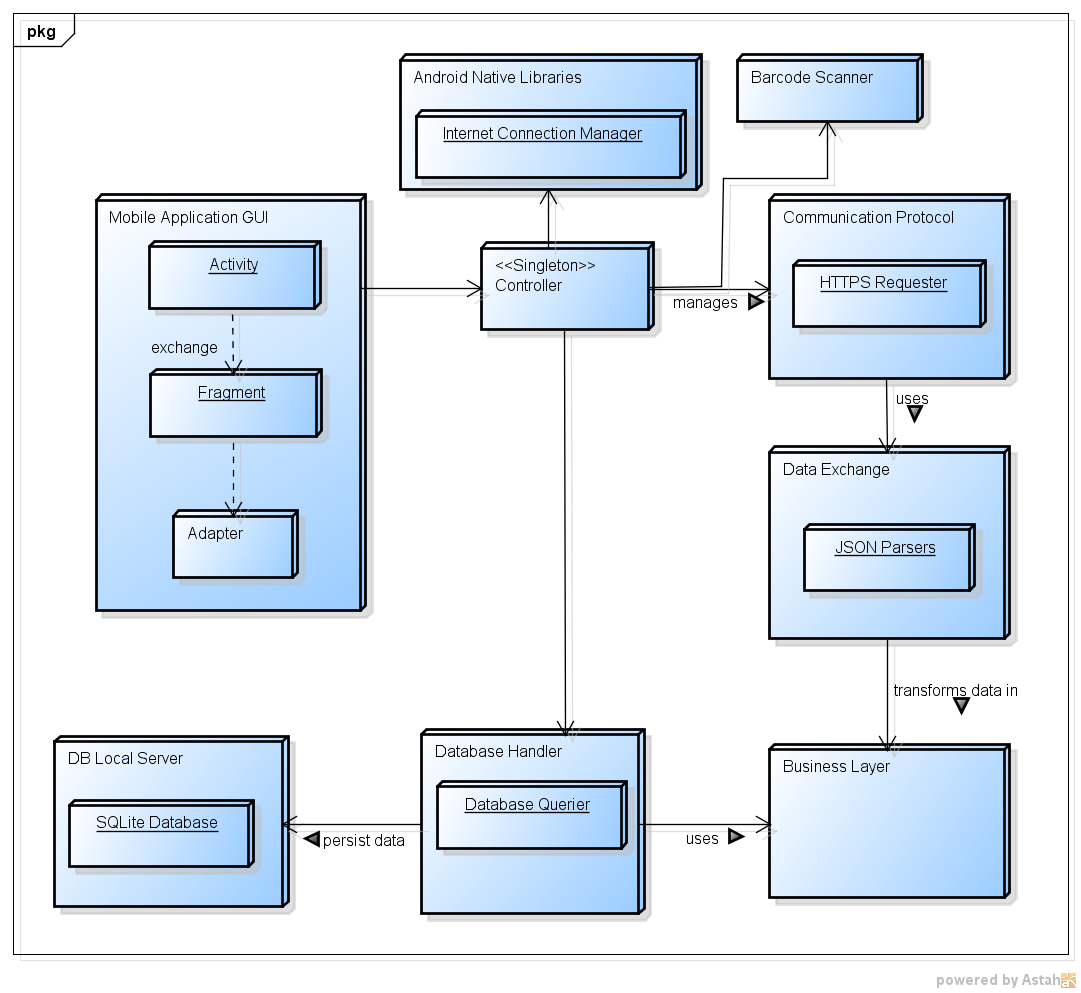 pkg
Android Native Libraries
Internet Connection Manager
Barcode Scanner
Mobile Application GUI
Activity
exchange
Fragment
Adapter
<<Singleton>>
Controller
manages
Communication Protocol
HTTPS Requester
uses
Data Exchange
JSON Parsers
transforms data in
DB Local Server
SQLite Database
persist data
Database Handler
Database Querier
uses
Business Layer
powered by Astah